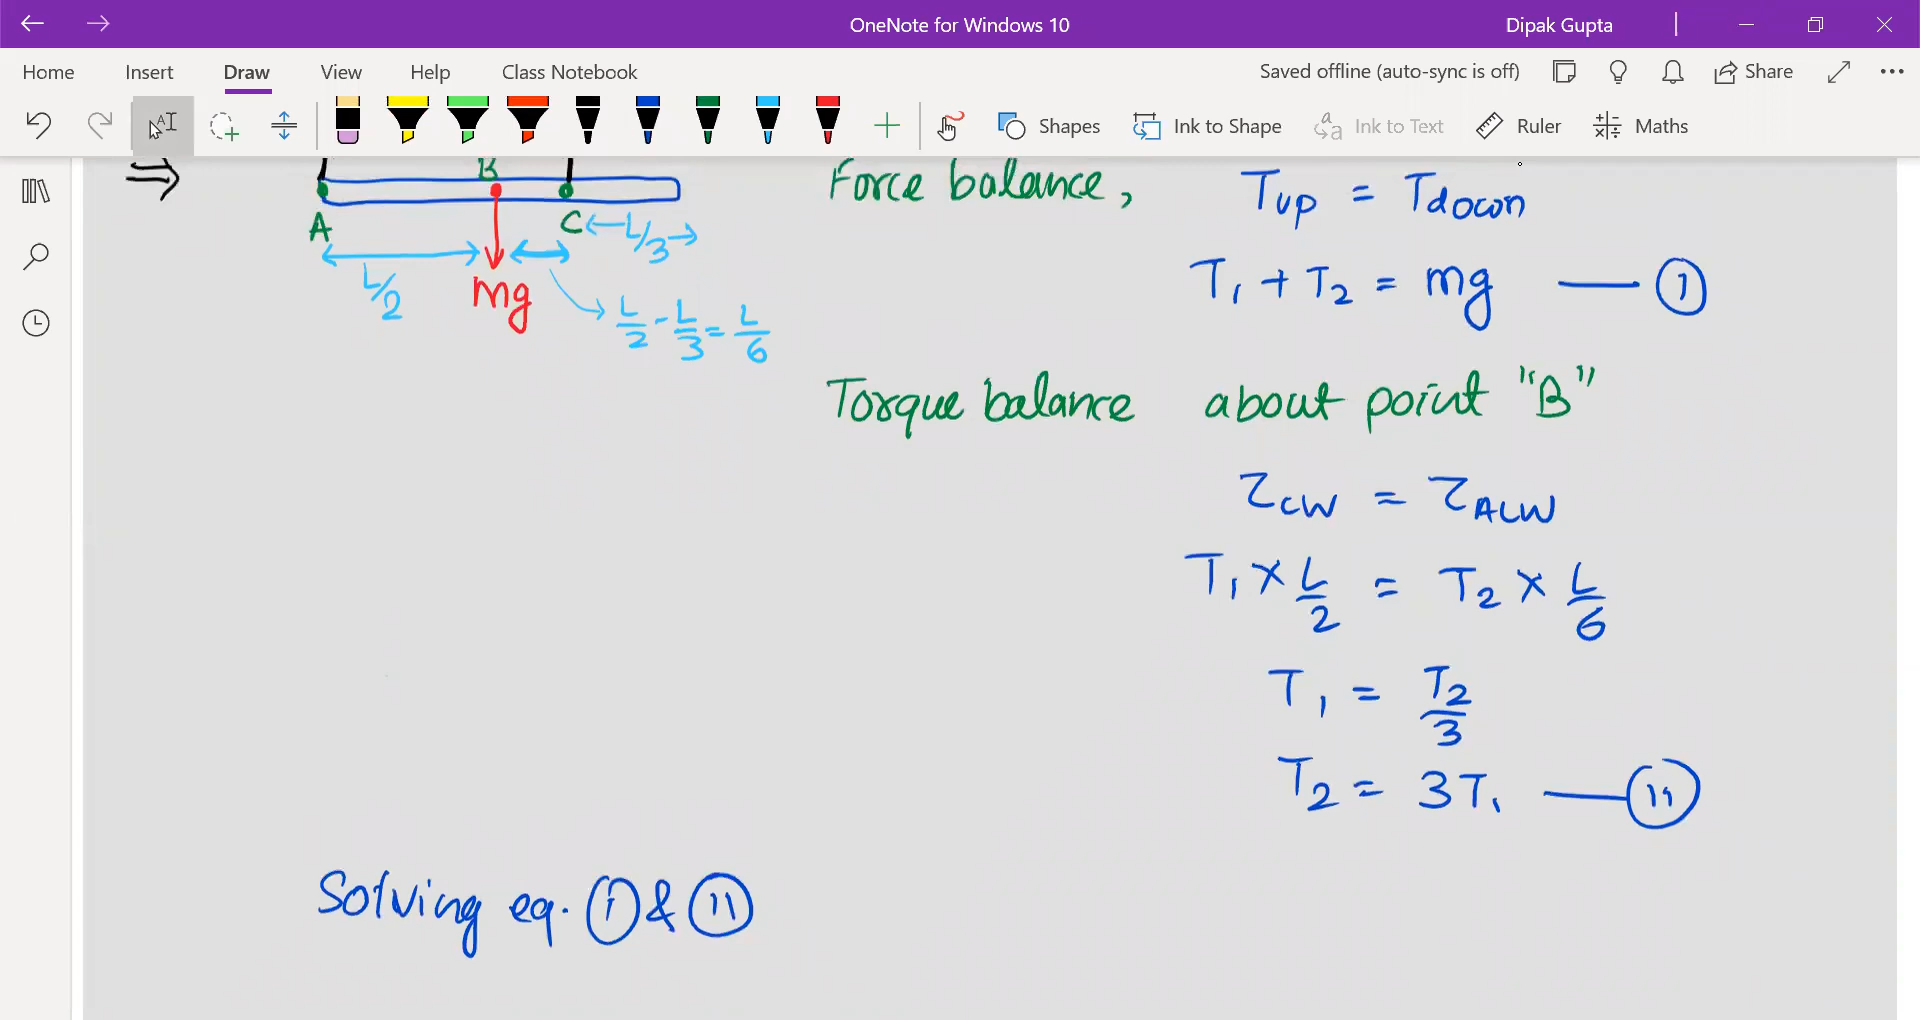 OneNote for Windows 10
Dipak Gupta
Home Insert Draw View Help Class Notebook
Saved offline (auto-sync is off) Share
Shapes Ink to Shape Ink to Text Ruler Maths
⇒
B
A
C
L/3
L/2
mg
L/2 - L/3 = L/6
Force balance, Tup = Tdown
T1 + T2 = mg — (I)
Torque balance about point "B"
τCW = τACW
T1 × L/2 = T2 × L/6
T1 = T2/3
T2 = 3T1 — (II)
Solving eq. (I) & (II)